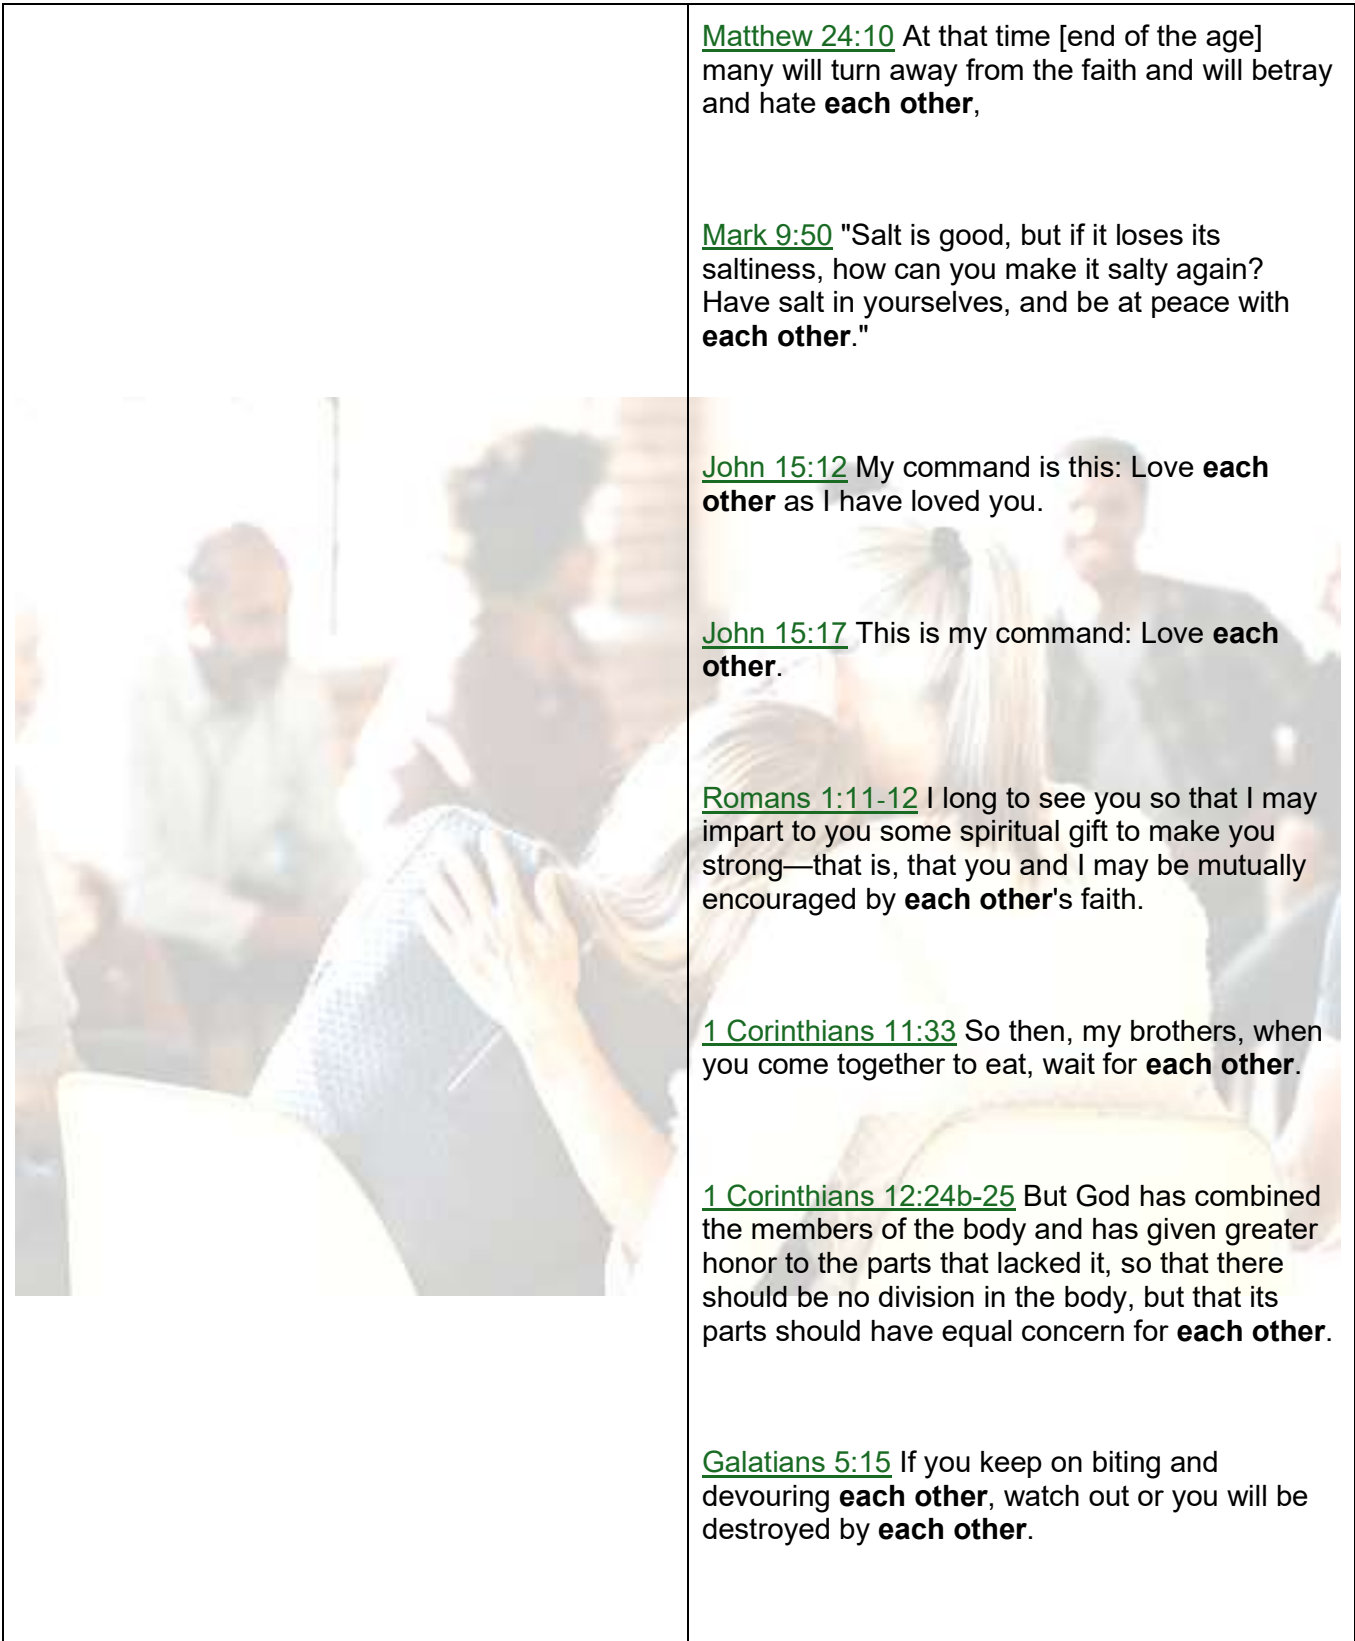 Matthew 24:10 At that time [end of the age]
many will turn away from the faith and will betray
and hate each other,
Mark 9:50 "Salt is good, but if it loses its
saltiness, how can you make it salty again?
Have salt in yourselves, and be at peace with
each other."
John 15:12 My command is this: Love each
other as I have loved you.
John 15:17 This is my command: Love each
other.
Romans 1:11-12 I long to see you so that I may
impart to you some spiritual gift to make you
strong—that is, that you and I may be mutually
encouraged by each other's faith.
1 Corinthians 11:33 So then, my brothers, when
you come together to eat, wait for each other.
1 Corinthians 12:24b-25 But God has combined
the members of the body and has given greater
honor to the parts that lacked it, so that there
should be no division in the body, but that its
parts should have equal concern for each other.
Galatians 5:15 If you keep on biting and
devouring each other, watch out or you will be
destroyed by each other.